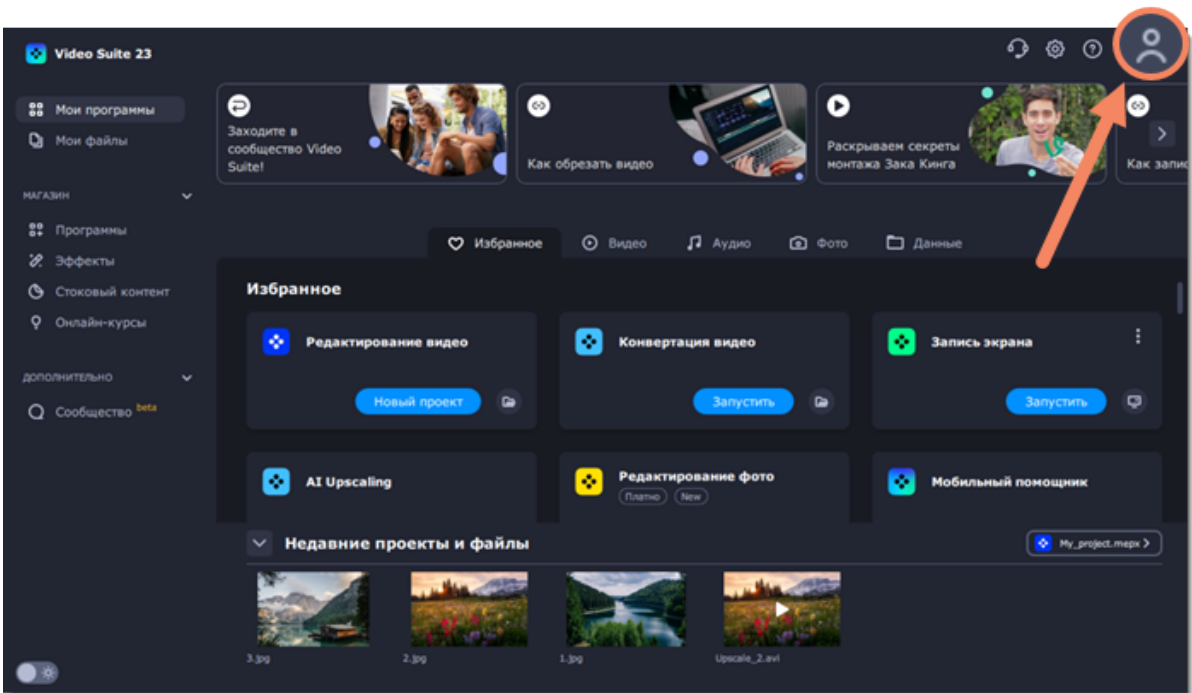 Video Suite 23
Мои программы
Мои файлы
МАГАЗИН
Программы
Эффекты
Стоковый контент
Онлайн-курсы
ДОПОЛНИТЕЛЬНО
Сообщество beta
Заходите в
сообщество Video
Suite!
Как обрезать видео
Раскрываем секреты
монтажа Зака Кинга
Как запис
Избранное
Видео
Аудио
Фото
Данные
Избранное
Редактирование видео
Новый проект
Конвертация видео
Запустить
Запись экрана
Запустить
AI Upscaling
Редактирование фото
Платно
New
Мобильный помощник
Недавние проекты и файлы
My_project.mepx
3.jpg
2.jpg
1.jpg
Upscale_2.avi